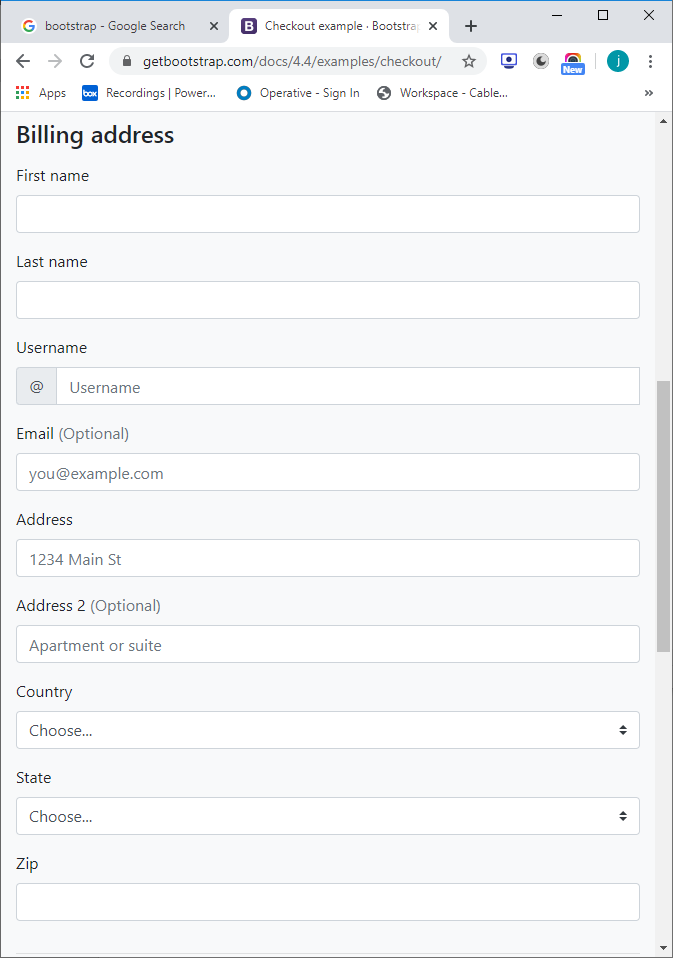 bootstrap - Google Search
Checkout example · Bootstra
getbootstrap.com/docs/4.4/examples/checkout/
New
j
Apps
box
Recordings | Power...
Operative - Sign In
Workspace - Cable...
»
Billing address
First name
Last name
Username
@ Username
Email (Optional)
you@example.com
Address
1234 Main St
Address 2 (Optional)
Apartment or suite
Country
Choose...
State
Choose...
Zip